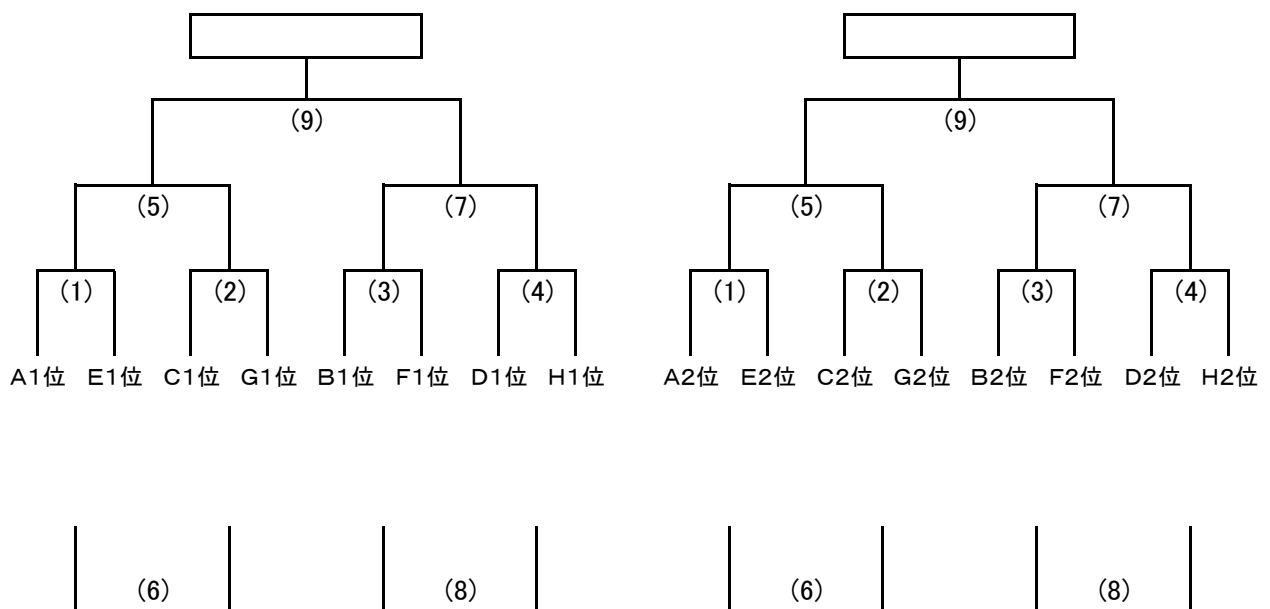 (9) (9)
(5) (7) (5) (7)
(1) (2) (3) (4) (1) (2) (3) (4)
A1位 E1位 C1位 G1位 B1位 F1位 D1位 H1位 A2位 E2位 C2位 G2位 B2位 F2位 D2位 H2位
(6) (8) (6) (8)